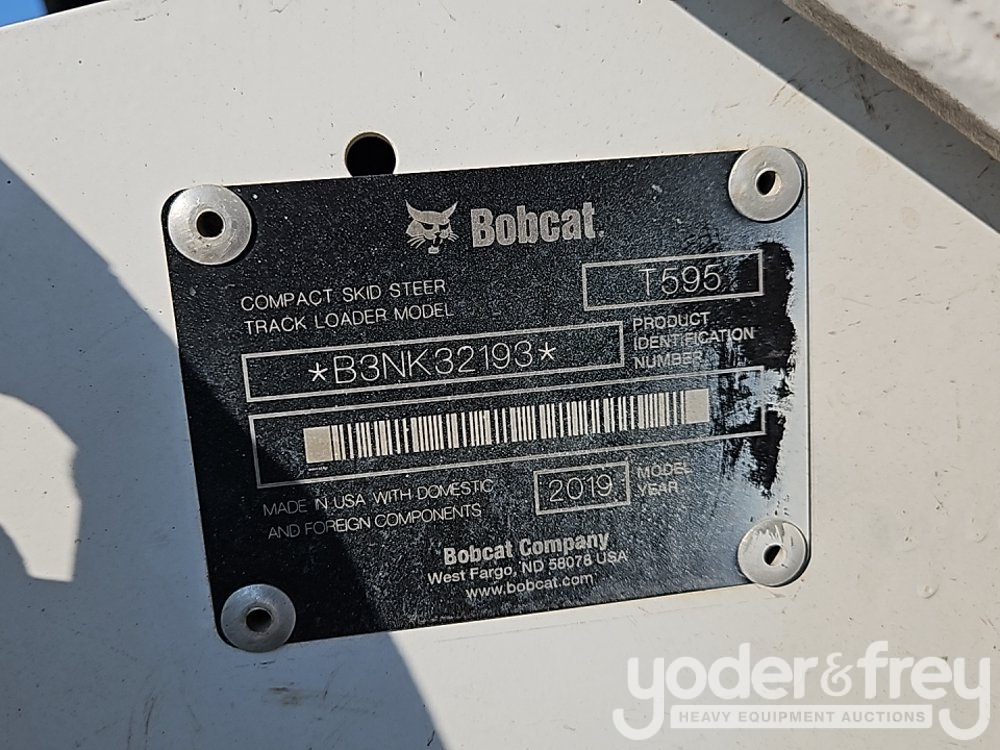 Bobcat
COMPACT SKID STEER
TRACK LOADER MODEL
T595
*B3NK32193*
PRODUCT
IDENTIFICATION
NUMBER
MADE IN USA WITH DOMESTIC
AND FOREIGN COMPONENTS
2019
MODEL
YEAR
Bobcat Company
West Fargo, ND 58078 USA
www.bobcat.com
yoder&frey
HEAVY EQUIPMENT AUCTIONS